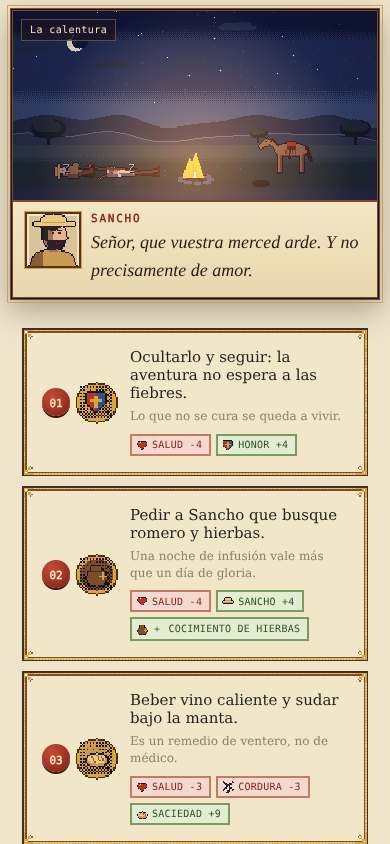 La calentura
SANCHO
Señor, que vuestra merced arde. Y no
precisamente de amor.
01
Ocultarlo y seguir: la
aventura no espera a las
fiebres.
Lo que no se cura se queda a vivir.
SALUD -4
HONOR +4
02
Pedir a Sancho que busque
romero y hierbas.
Una noche de infusión vale más
que un día de gloria.
SALUD -4
SANCHO +4
+ COCIMIENTO DE HIERBAS
03
Beber vino caliente y sudar
bajo la manta.
Es un remedio de ventero, no de
médico.
SALUD -3
CORDURA -3
SACIEDAD +9